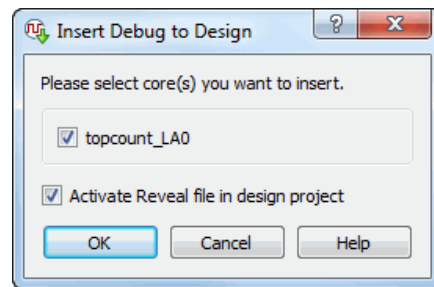 Insert Debug to Design
Please select core(s) you want to insert.
topcount_LA0
Activate Reveal file in design project
OK Cancel Help